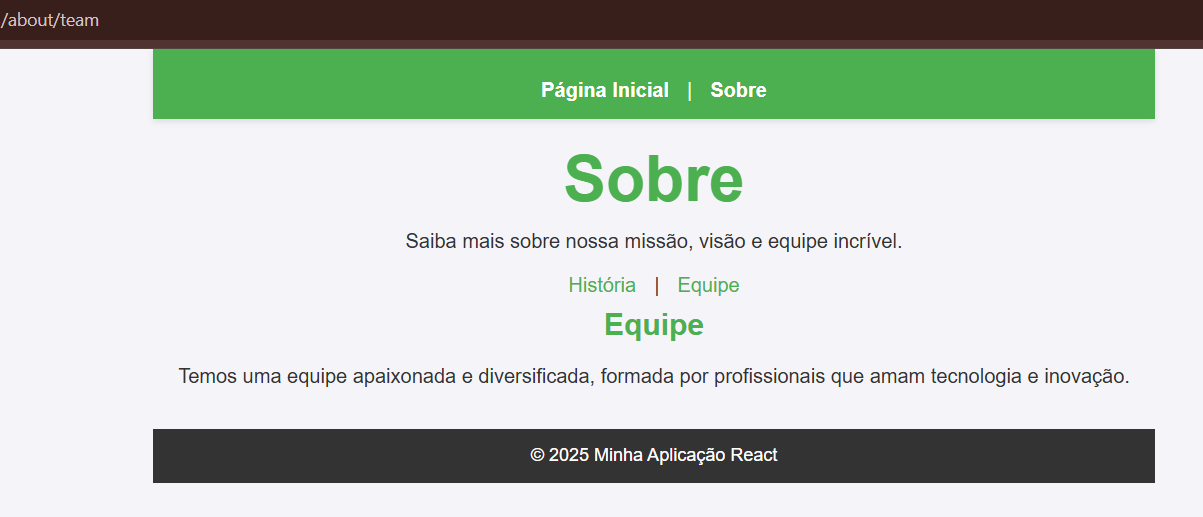 /about/team
Página Inicial | Sobre
Sobre
Saiba mais sobre nossa missão, visão e equipe incrível.
História | Equipe
Equipe
Temos uma equipe apaixonada e diversificada, formada por profissionais que amam tecnologia e inovação.
© 2025 Minha Aplicação React